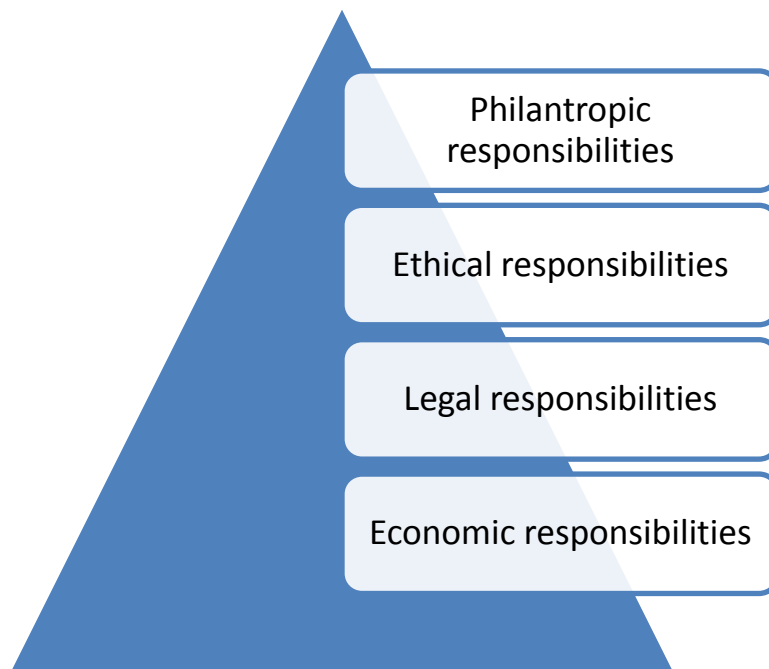 Philantropic
responsibilities
Ethical responsibilities
Legal responsibilities
Economic responsibilities